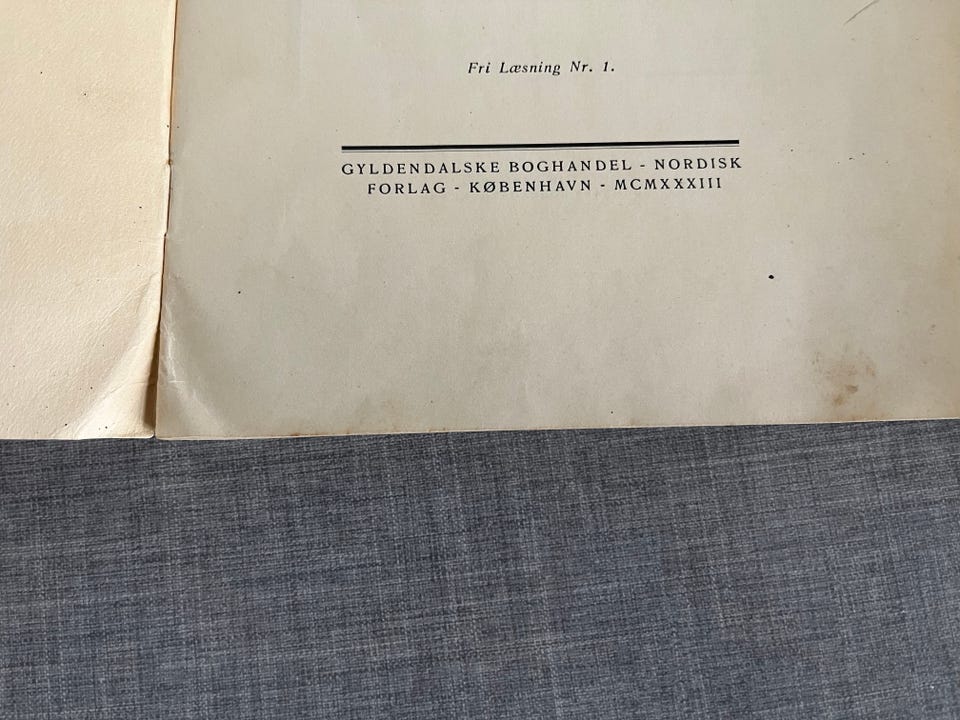 Fri Læsning Nr. 1.
GYLDENDALSKE BOGHANDEL - NORDISK
FORLAG - KØBENHAVN - MCMXXXIII